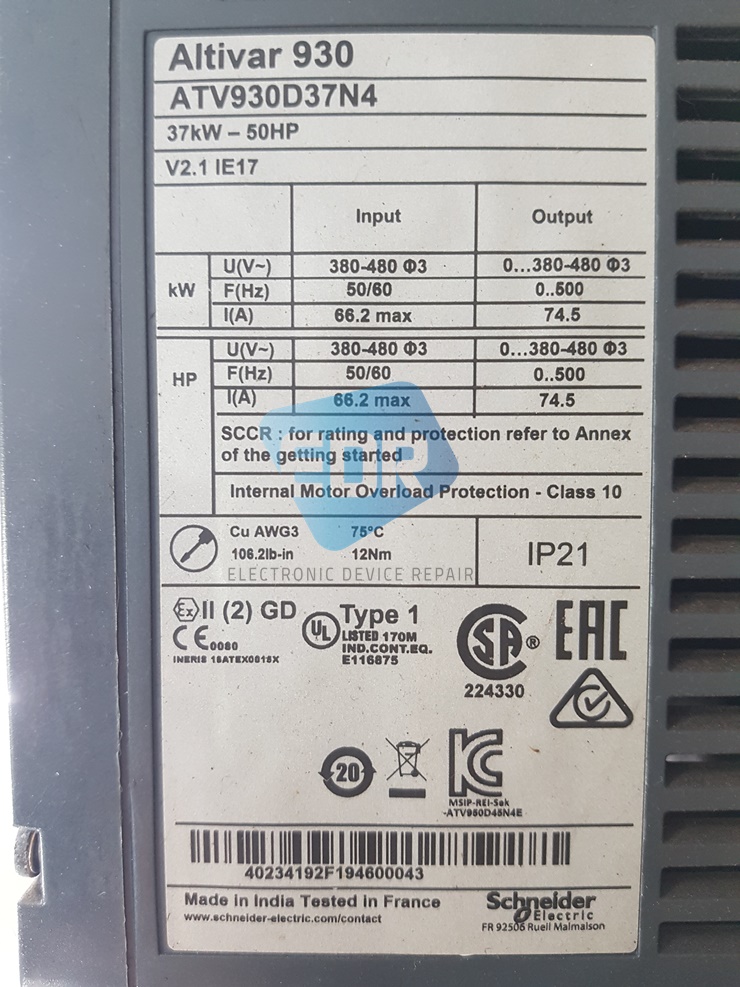 Altivar 930
ATV930D37N4
37kW – 50HP
V2.1 IE17
Input Output
kW U(V~) 380-480 Φ3 0...380-480 Φ3
F(Hz) 50/60 0..500
I(A) 66.2 max 74.5
HP U(V~) 380-480 Φ3 0...380-480 Φ3
F(Hz) 50/60 0..500
I(A) 66.2 max 74.5
SCCR : for rating and protection refer to Annex
of the getting started
EDR
Internal Motor Overload Protection - Class 10
Cu AWG3 75°C
106.2lb-in 12Nm
IP21
ELECTRONIC DEVICE REPAIR
Ex II (2) GD
CE 0080
INERIS 15ATEX0015X
UL Type 1
LISTED 170M
IND.CONT.EQ.
E116875
SA ®
224330
EAC
20
KC
MSIP-REI-Sek
-ATV950D45N4E
40234192F194600043
Made in India Tested in France
www.schneider-electric.com/contact
Schneider
Electric
FR 92506 Rueil Malmaison